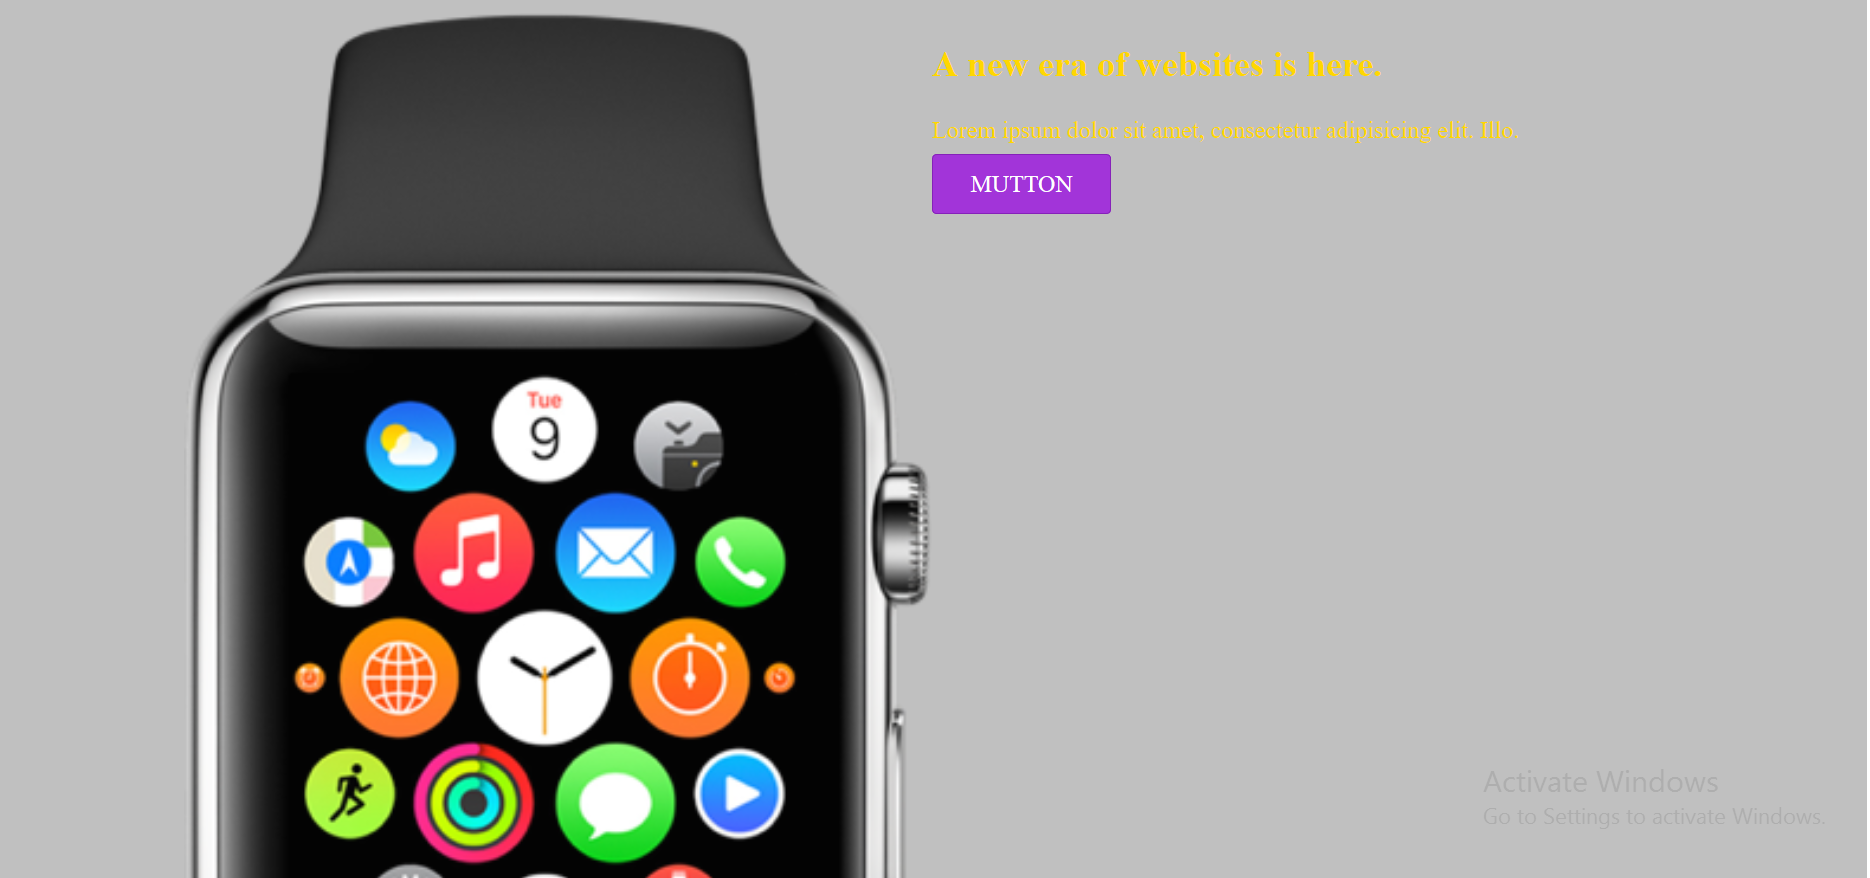 A new era of websites is here.
Lorem ipsum dolor sit amet, consectetur adipisicing elit. Illo.
MUTTON
Tue
9
Activate Windows
Go to Settings to activate Windows.